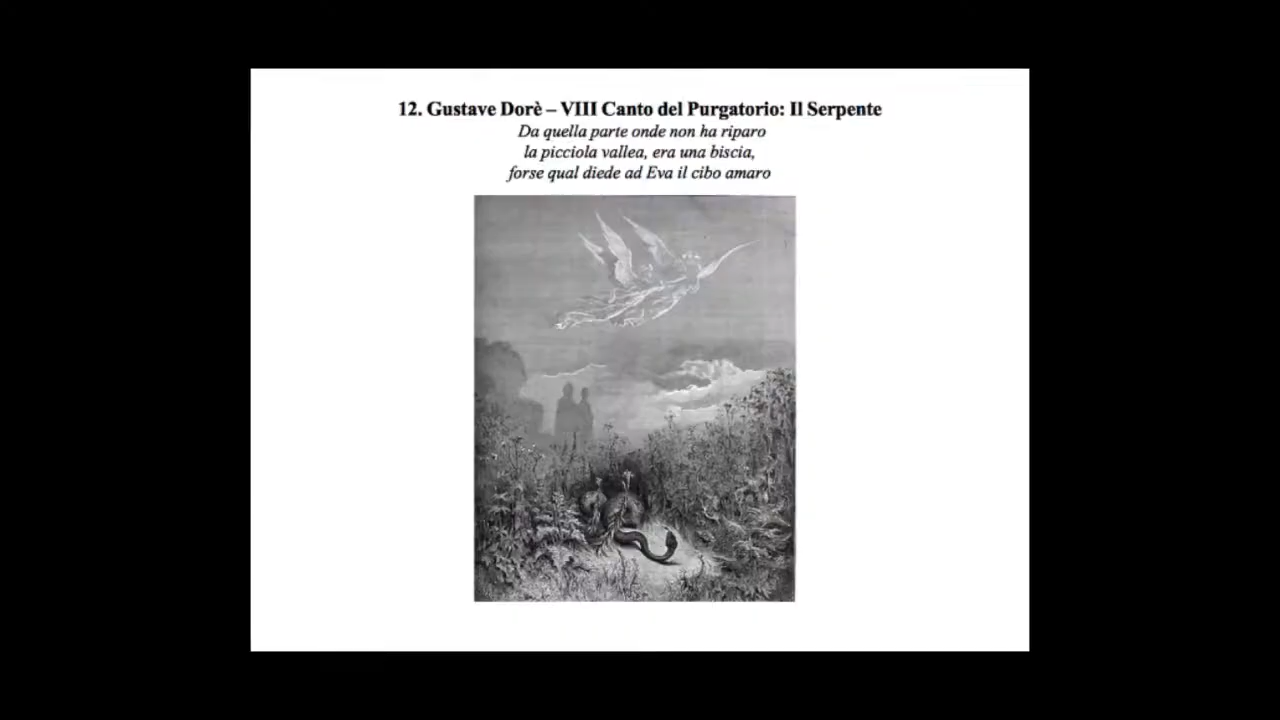 12. Gustave Dorè – VIII Canto del Purgatorio: Il Serpente
Da quella parte onde non ha riparo
la picciola vallea, era una biscia,
forse qual diede ad Eva il cibo amaro